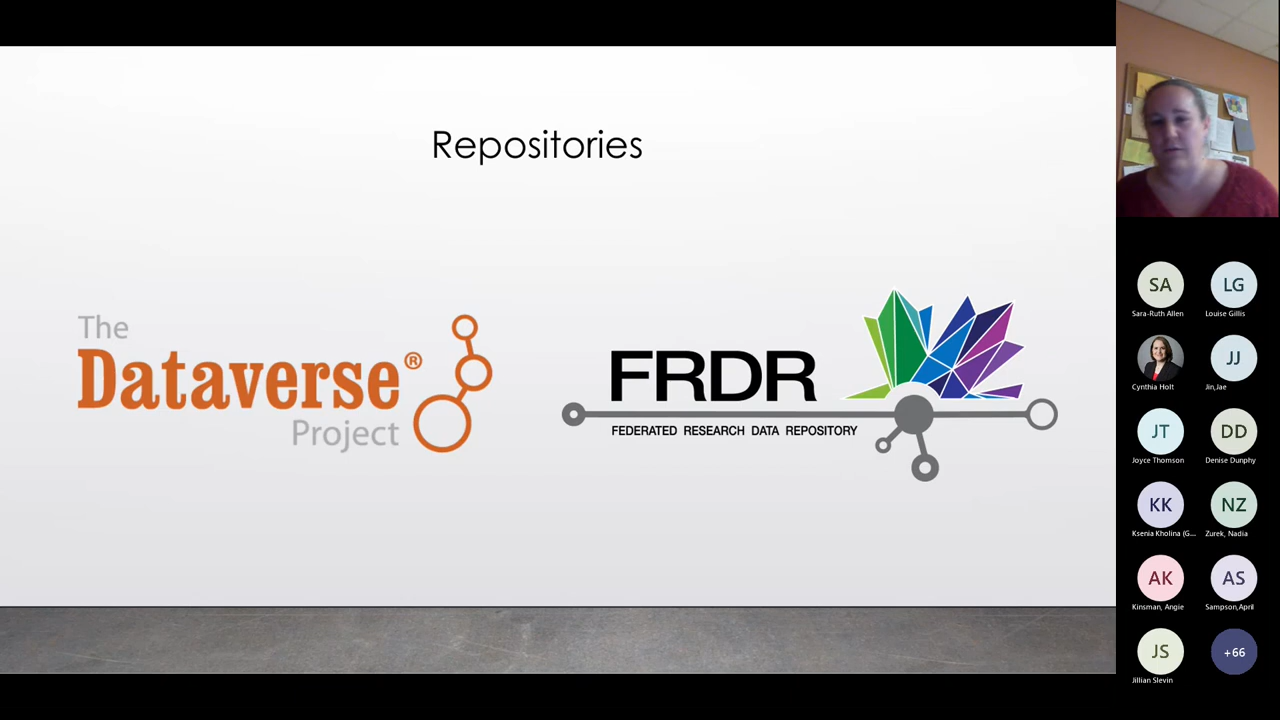 Repositories
The
Dataverse®
Project
FRDR
FEDERATED RESEARCH DATA REPOSITORY
SA
LG
Sara-Ruth Allen
Louise Gillis
JJ
Cynthia Holt
Jin,Jae
JT
DD
Joyce Thomson
Denise Dunphy
KK
NZ
Ksenia Kholina (G...
Zurek, Nadia
AK
AS
Kinsman, Angie
Sampson,April
JS
+66
Jillian Slevin